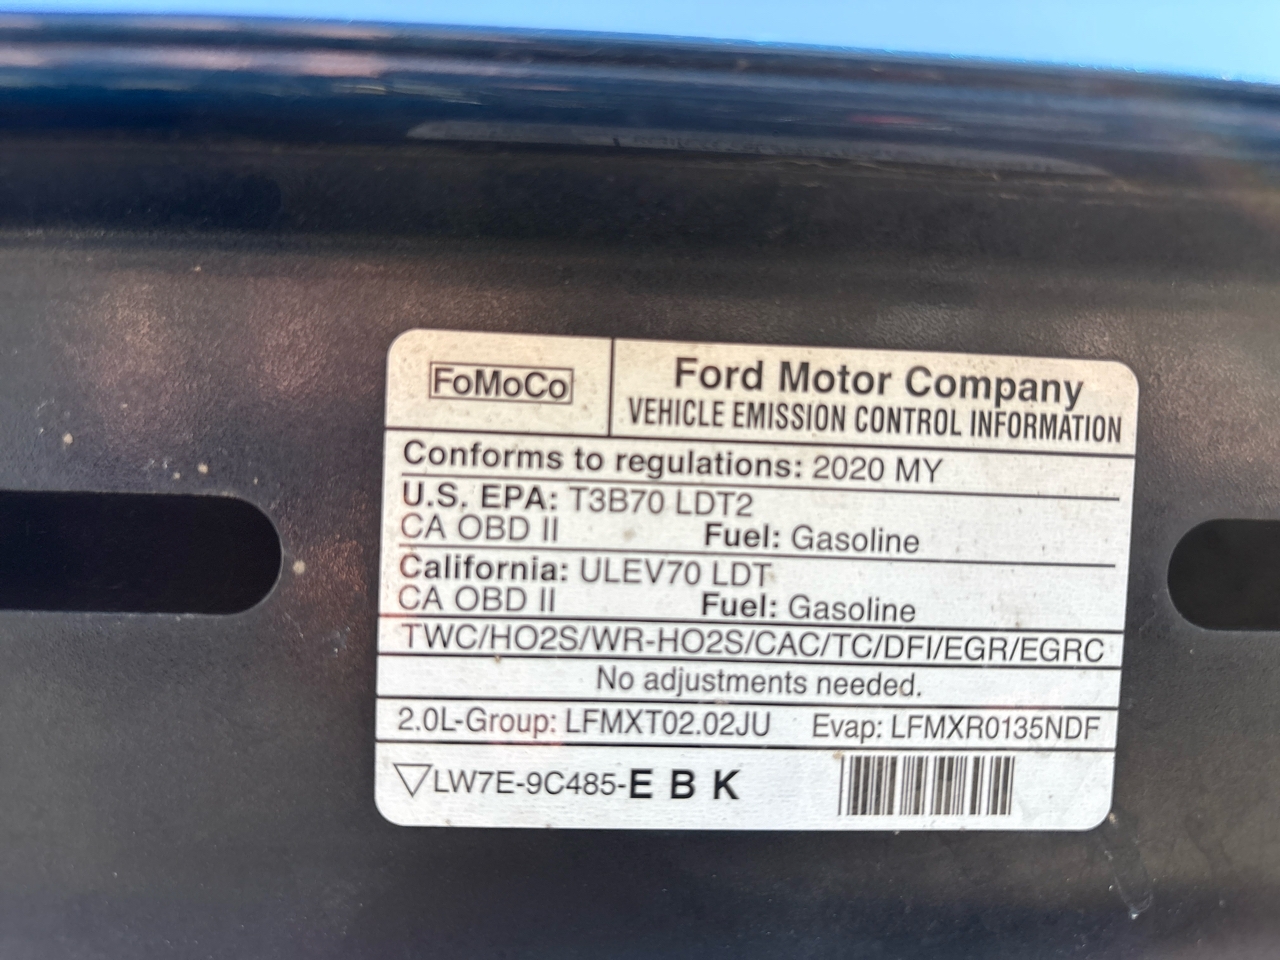 FoMoCo
Ford Motor Company
VEHICLE EMISSION CONTROL INFORMATION
Conforms to regulations: 2020 MY
U.S. EPA: T3B70 LDT2
CA OBD II Fuel: Gasoline
California: ULEV70 LDT
CA OBD II Fuel: Gasoline
TWC/HO2S/WR-HO2S/CAC/TC/DFI/EGR/EGRC
No adjustments needed.
2.0L-Group: LFMXT02.02JU Evap: LFMXR0135NDF
LW7E-9C485-E B K